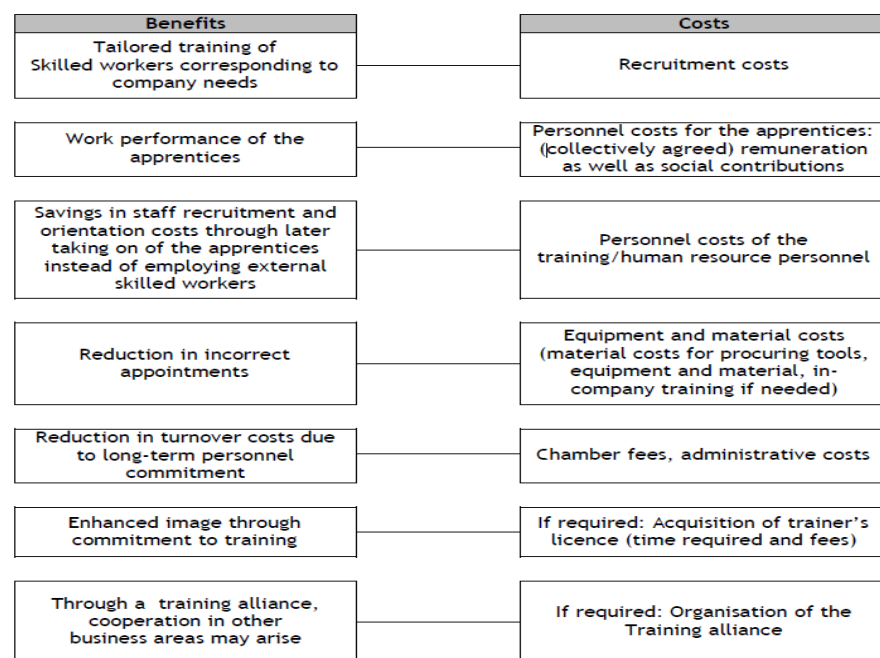 Benefits
Costs
Tailored training of
Skilled workers corresponding to
company needs
Recruitment costs
Work performance of the
apprentices
Personnel costs for the apprentices:
(collectively agreed) remuneration
as well as social contributions
Savings in staff recruitment and
orientation costs through later
taking on of the apprentices
instead of employing external
skilled workers
Personnel costs of the
training/human resource personnel
Reduction in incorrect
appointments
Equipment and material costs
(material costs for procuring tools,
equipment and material, in-
company training if needed)
Reduction in turnover costs due
to long-term personnel
commitment
Chamber fees, administrative costs
Enhanced image through
commitment to training
If required: Acquisition of trainer's
licence (time required and fees)
Through a training alliance,
cooperation in other
business areas may arise
If required: Organisation of the
Training alliance